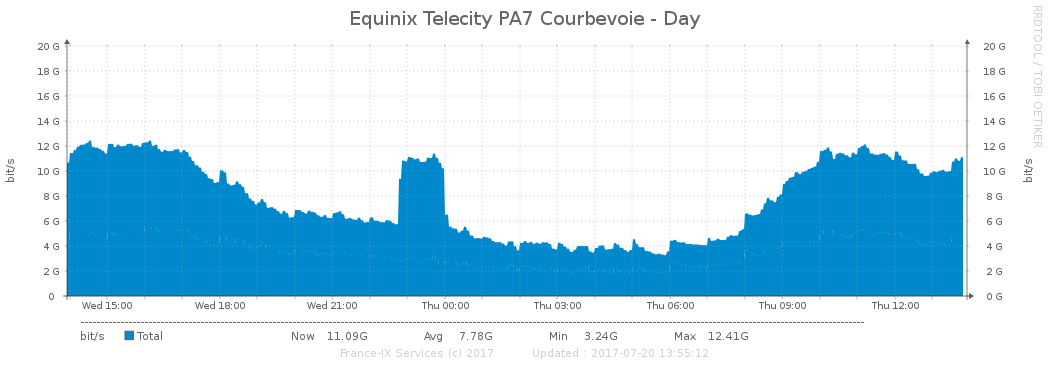 Equinix Telecity PA7 Courbevoie - Day
RRDTOOL / TOBI OETIKER
bit/s
20 G 20 G
18 G 18 G
16 G 16 G
14 G 14 G
12 G 12 G
10 G 10 G
8 G 8 G
6 G 6 G
4 G 4 G
2 G 2 G
0 0 G
bit/s
Wed 15:00 Wed 18:00 Wed 21:00 Thu 00:00 Thu 03:00 Thu 06:00 Thu 09:00 Thu 12:00
bit/s Total Now 11.09G Avg 7.78G Min 3.24G Max 12.41G
France-IX Services (c) 2017 Updated : 2017-07-20 13:55:12